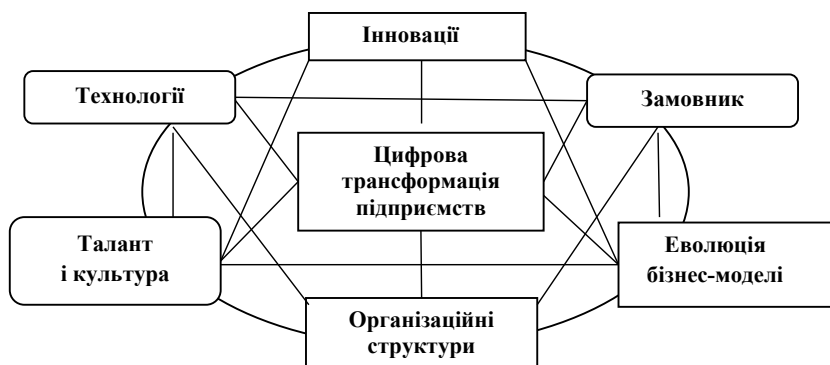 Інновації
Технології
Замовник
Цифрова
трансформація
підприємств
Талант
і культура
Еволюція
бізнес-моделі
Організаційні
структури